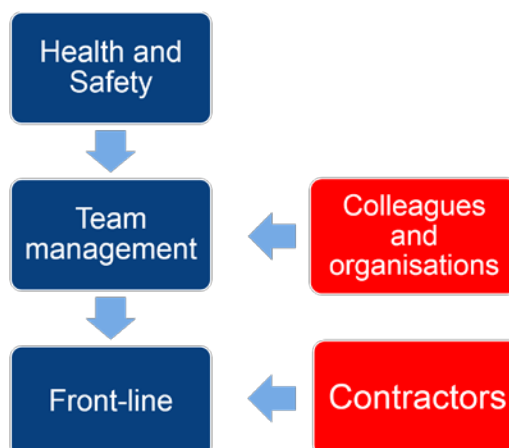 Health and
Safety
Team
management
Colleagues
and
organisations
Front-line
Contractors